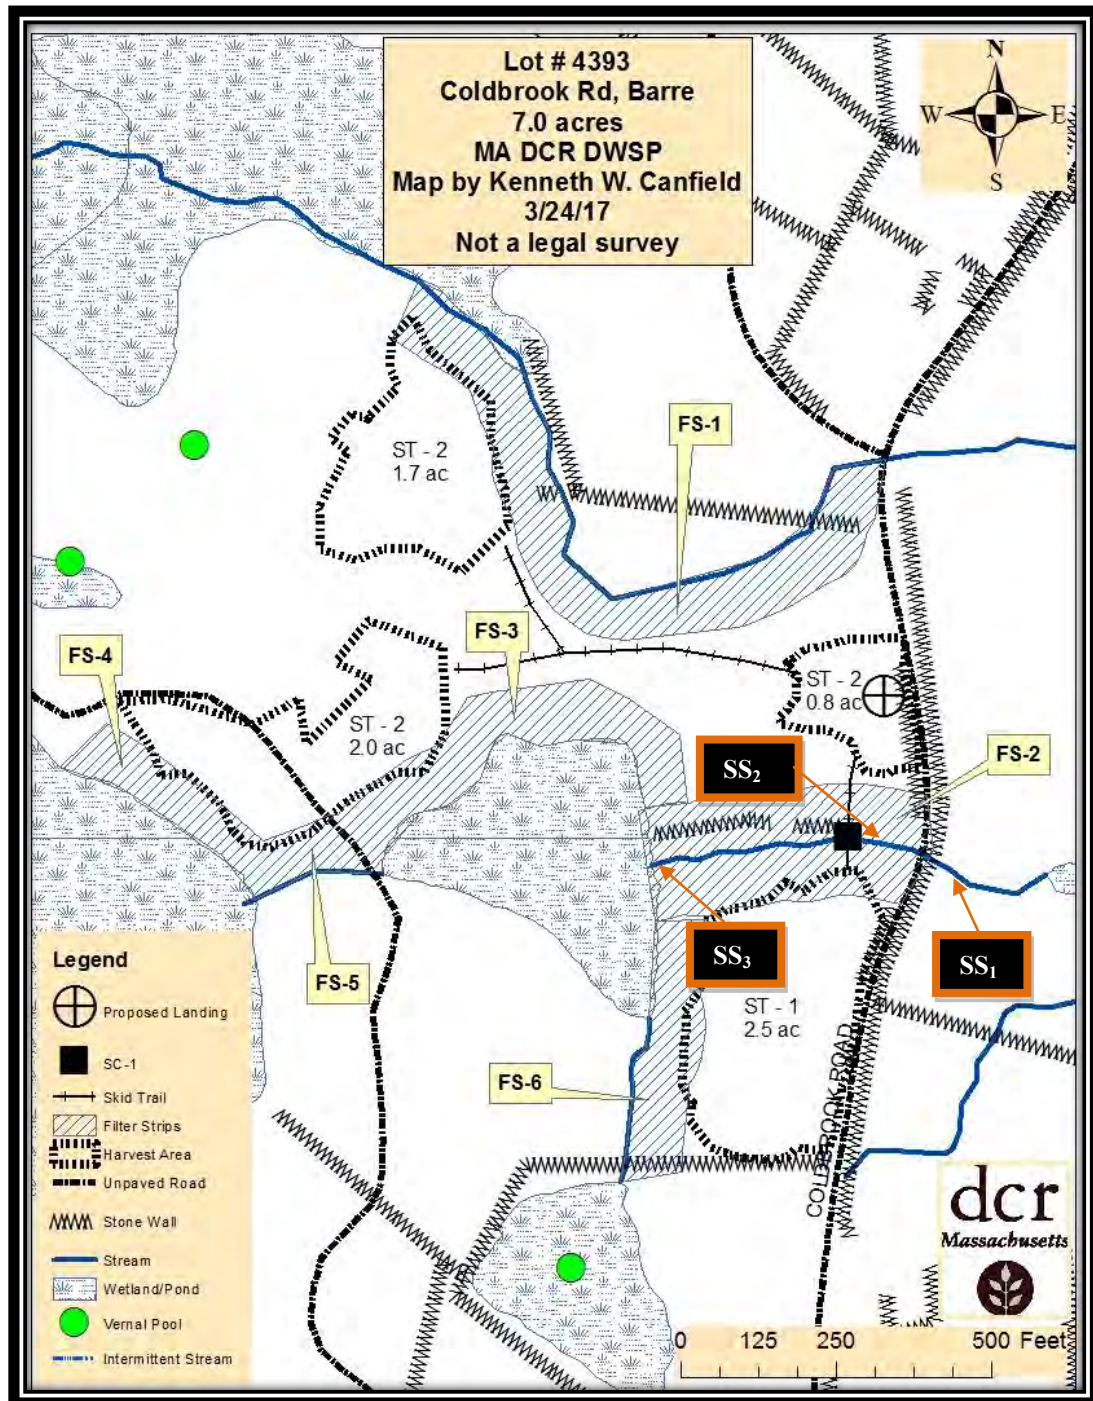 Lot # 4393
Coldbrook Rd, Barre
7.0 acres
MA DCR DWSP
Map by Kenneth W. Canfield
3/24/17
Not a legal survey
N
W E
S
FS-1
ST - 2
1.7 ac
FS-3
FS-4
ST - 2
0.8 ac
ST - 2
2.0 ac
FS-2
SS2
SS3
SS1
FS-5
ST - 1
2.5 ac
FS-6
COLDBROOK ROAD
Legend
Proposed Landing
SC-1
Skid Trail
Filter Strips
Harvest Area
Unpaved Road
Stone Wall
Stream
Wetland/Pond
Vernal Pool
Intermittent Stream
dcr
Massachusetts
0 125 250 500 Feet